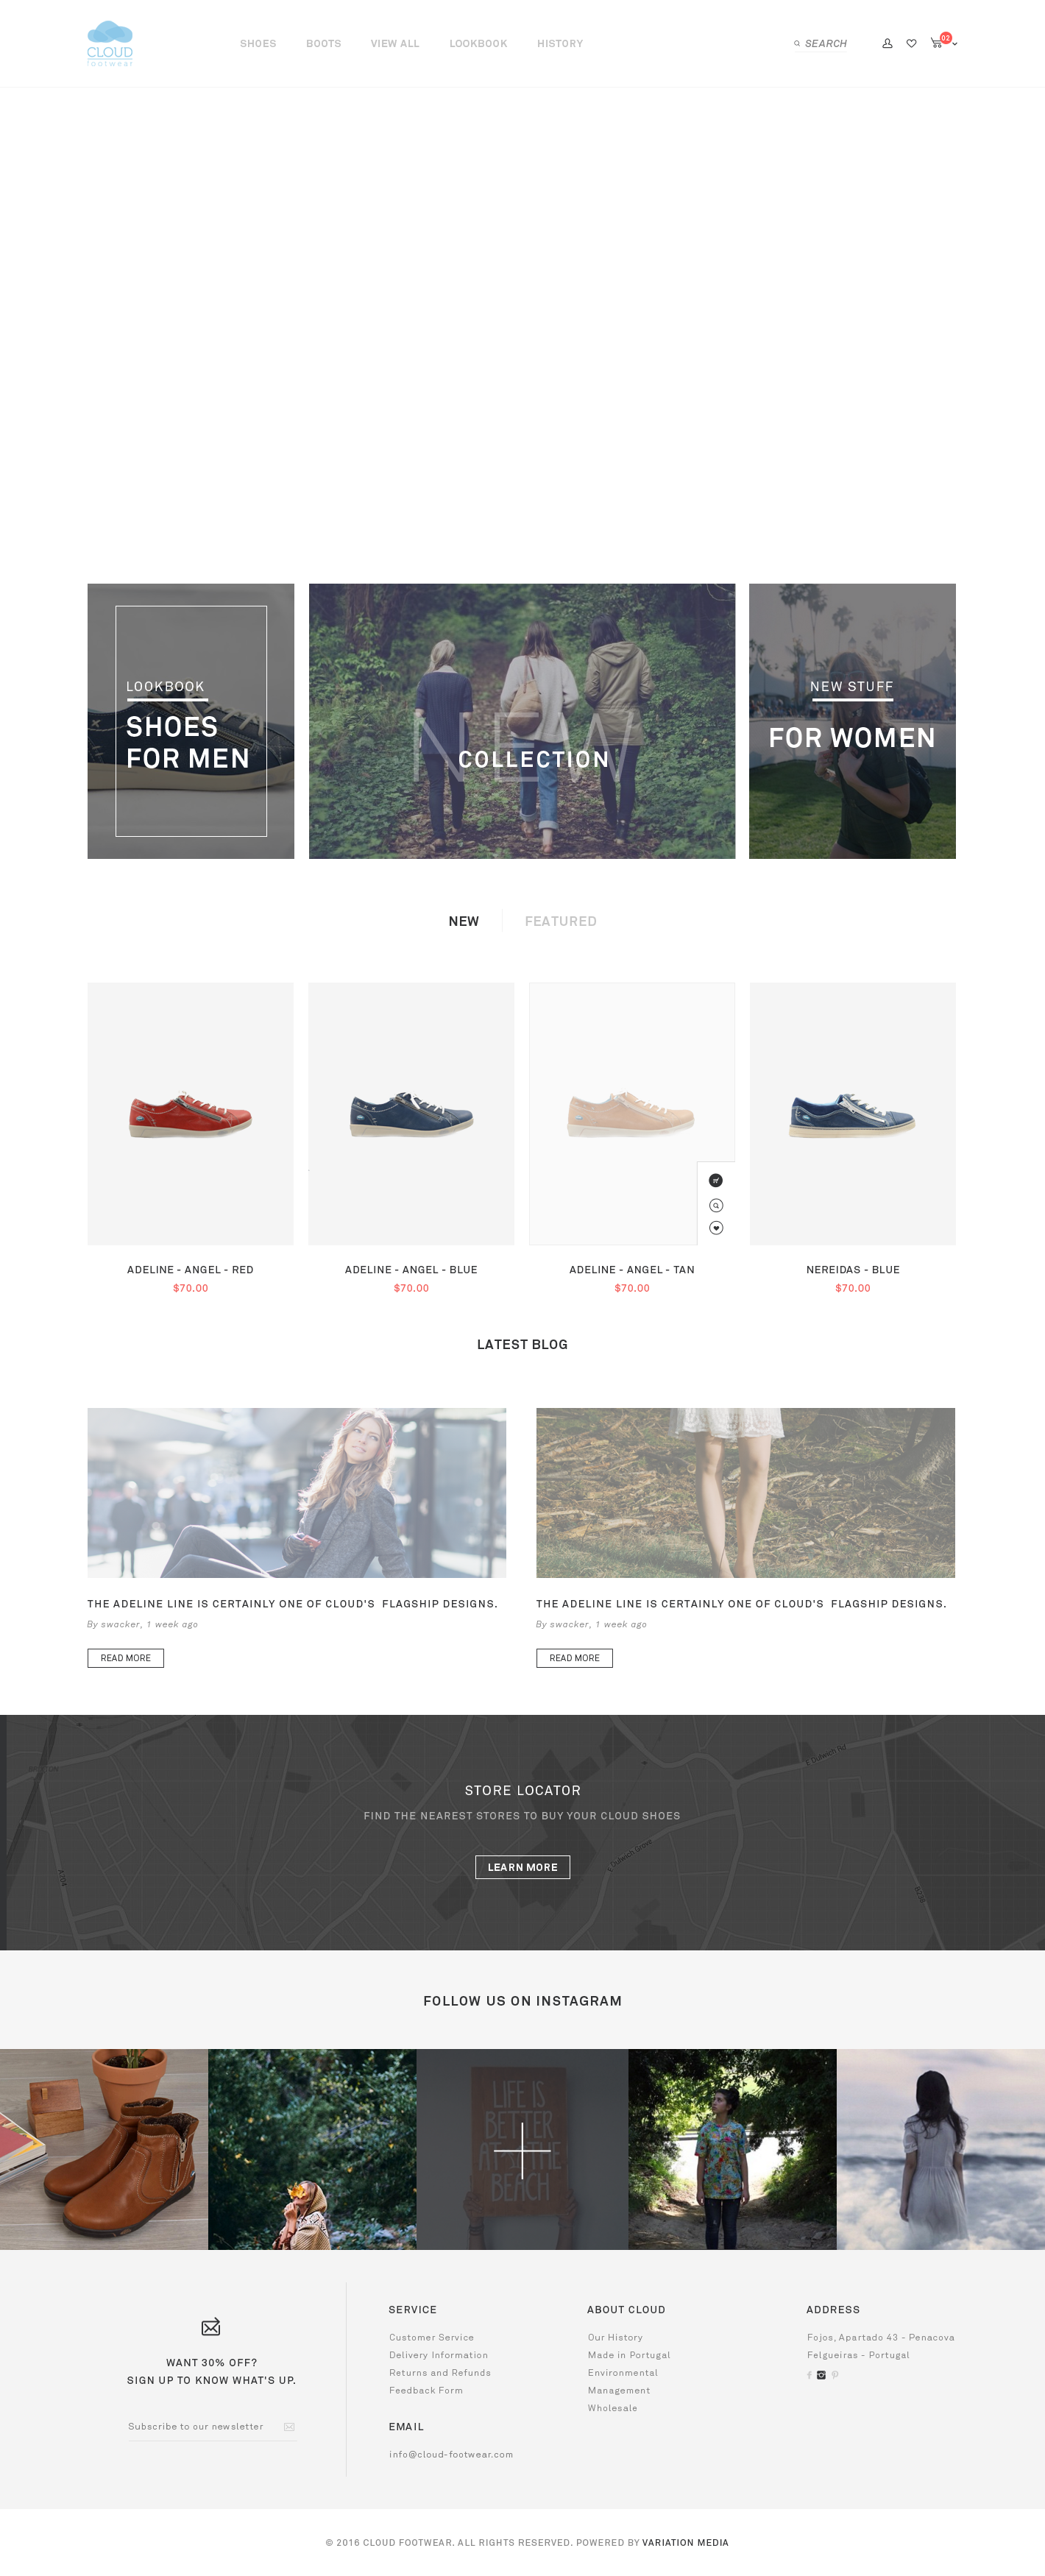 CLOUD
footwear
SHOES BOOTS VIEW ALL LOOKBOOK HISTORY
SEARCH
02
LOOKBOOK
SHOES
FOR MEN
NEW
COLLECTION
NEW STUFF
FOR WOMEN
NEW FEATURED
ADELINE - ANGEL - RED
$70.00
ADELINE - ANGEL - BLUE
$70.00
ADELINE - ANGEL - TAN
$70.00
NEREIDAS - BLUE
$70.00
LATEST BLOG
THE ADELINE LINE IS CERTAINLY ONE OF CLOUD'S FLAGSHIP DESIGNS.
By swacker, 1 week ago
READ MORE
THE ADELINE LINE IS CERTAINLY ONE OF CLOUD'S FLAGSHIP DESIGNS.
By swacker, 1 week ago
READ MORE
E Dulwich Rd
STORE LOCATOR
FIND THE NEAREST STORES TO BUY YOUR CLOUD SHOES
Dulwich Grove
LEARN MORE
FOLLOW US ON INSTAGRAM
LIFE IS
BETTER
AT THE
BEACH
WANT 30% OFF?
SIGN UP TO KNOW WHAT'S UP.
Subscribe to our newsletter
SERVICE
Customer Service
Delivery Information
Returns and Refunds
Feedback Form
EMAIL
info@cloud-footwear.com
ABOUT CLOUD
Our History
Made in Portugal
Environmental
Management
Wholesale
ADDRESS
Fojos, Apartado 43 - Penacova
Felgueiras - Portugal
© 2016 CLOUD FOOTWEAR. ALL RIGHTS RESERVED. POWERED BY VARIATION MEDIA